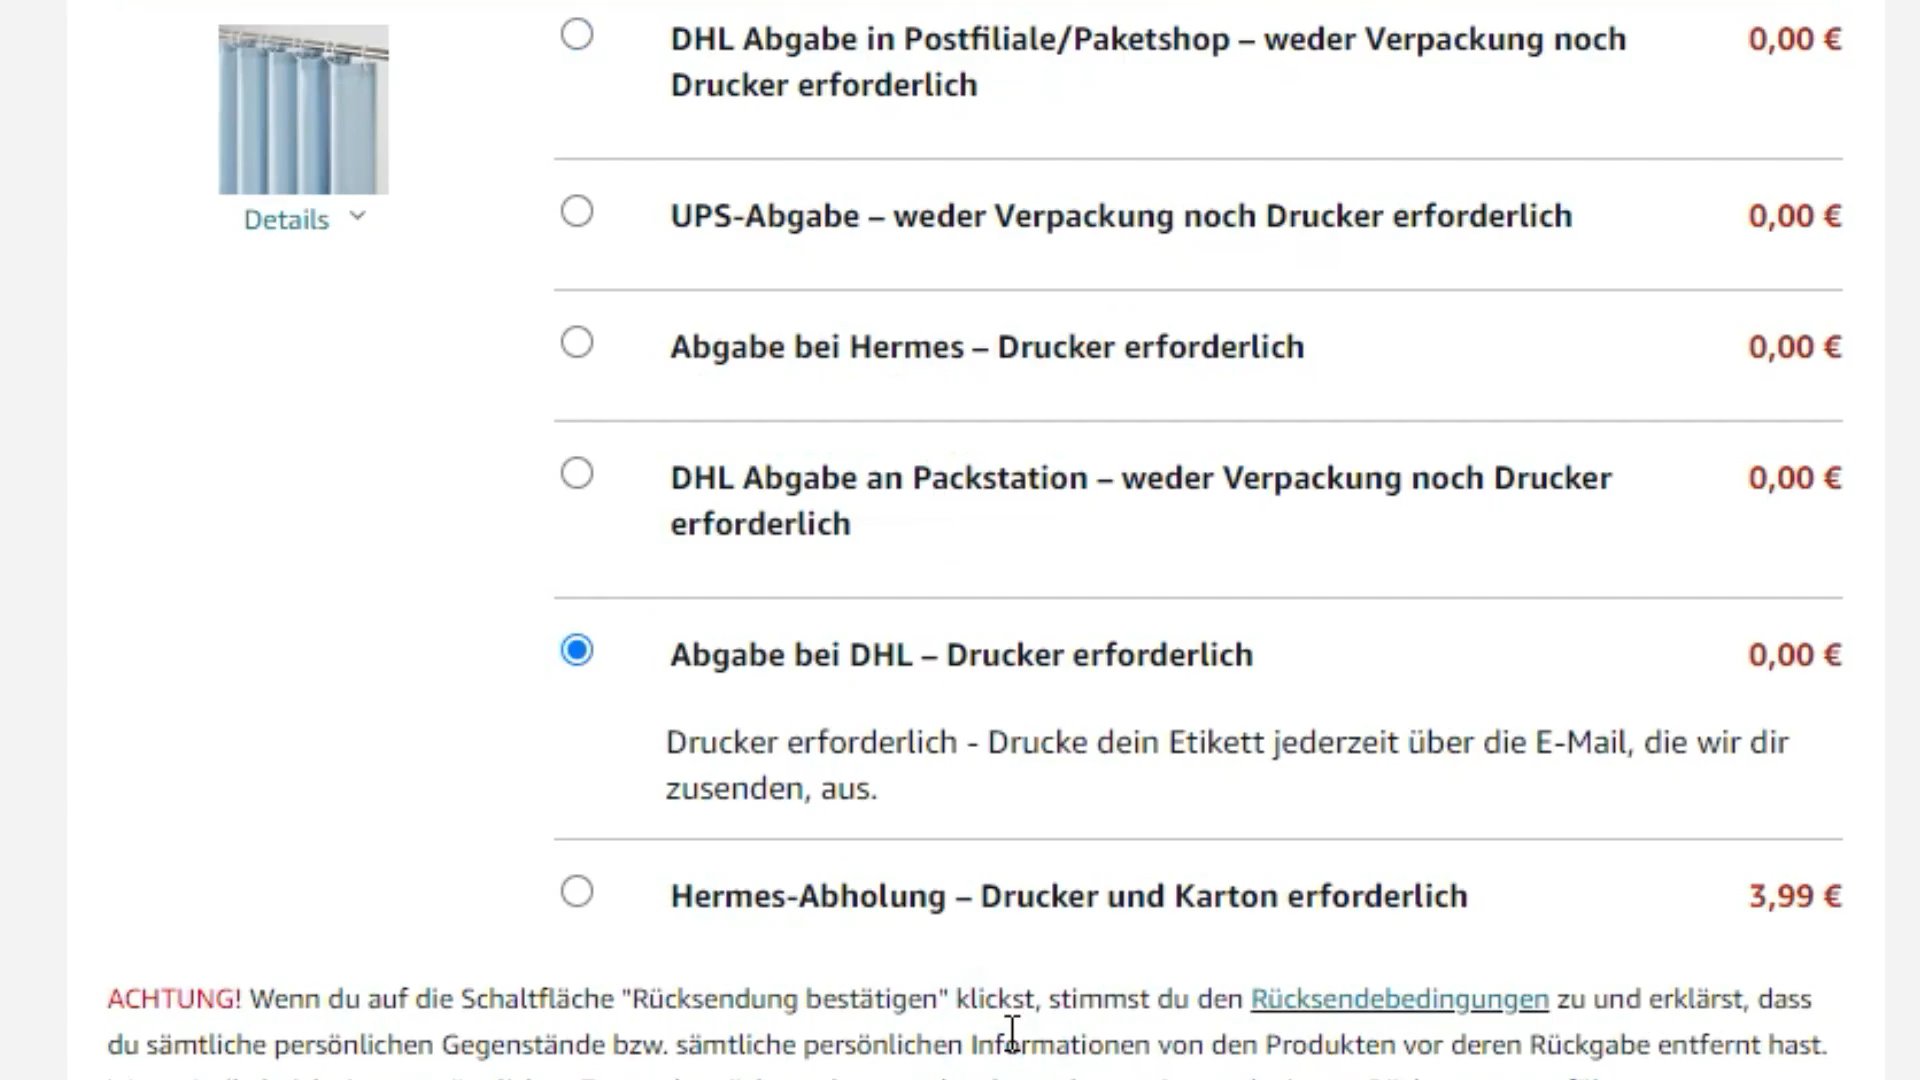 DHL Abgabe in Postfiliale/Paketshop – weder Verpackung noch
Drucker erforderlich
0,00 €
Details
UPS-Abgabe – weder Verpackung noch Drucker erforderlich
0,00 €
Abgabe bei Hermes – Drucker erforderlich
0,00 €
DHL Abgabe an Packstation – weder Verpackung noch Drucker
erforderlich
0,00 €
Abgabe bei DHL – Drucker erforderlich
0,00 €
Drucker erforderlich - Drucke dein Etikett jederzeit über die E-Mail, die wir dir
zusenden, aus.
Hermes-Abholung – Drucker und Karton erforderlich
3,99 €
ACHTUNG! Wenn du auf die Schaltfläche "Rücksendung bestätigen" klickst, stimmst du den Rücksendebedingungen zu und erklärst, dass
du sämtliche persönlichen Gegenstände bzw. sämtliche persönlichen Informationen von den Produkten vor deren Rückgabe entfernt hast.